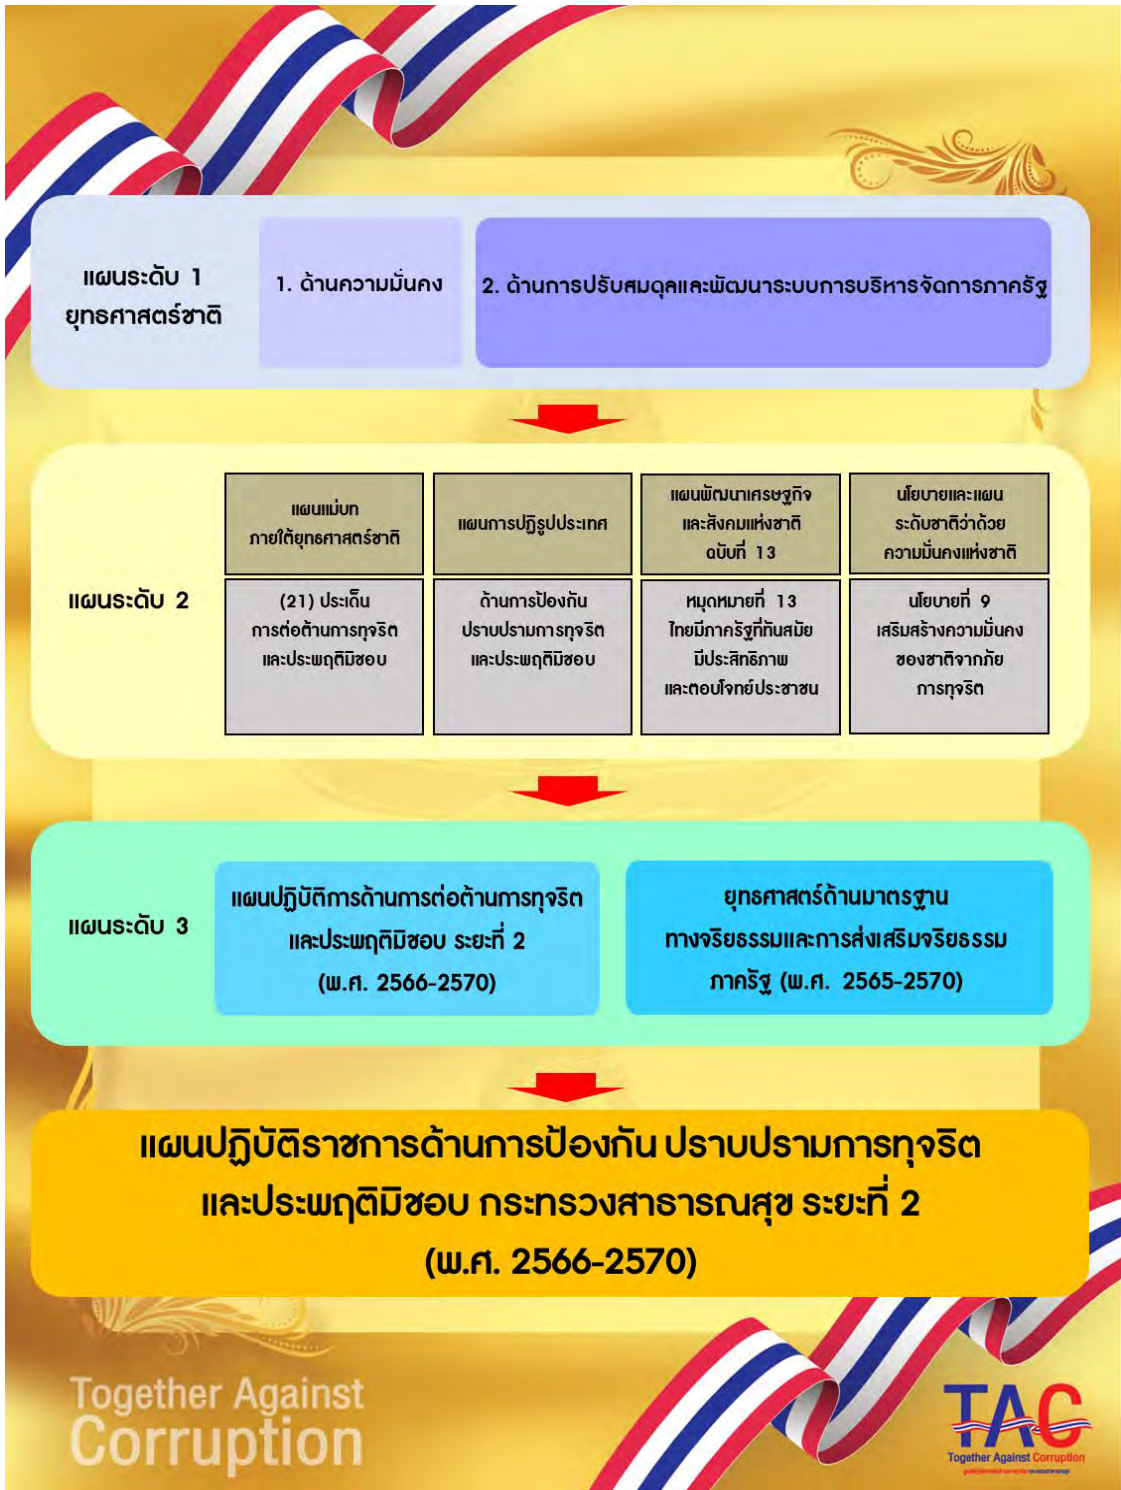 แผนระดับ 1
ยุทธศาสตร์ชาติ
1. ด้านความมั่นคง
2. ด้านการปรับสมดุลและพัฒนาระบบการบริหารจัดการภาครัฐ
แผนระดับ 2
แผนแม่บท
ภายใต้ยุทธศาสตร์ชาติ
แผนการปฏิรูปประเทศ
แผนพัฒนาเศรษฐกิจ
และสังคมแห่งชาติ
ฉบับที่ 13
นโยบายและแผน
ระดับชาติว่าด้วย
ความมั่นคงแห่งชาติ
(21) ประเด็น
การต่อต้านการทุจริต
และประพฤติมิชอบ
ด้านการป้องกัน
ปราบปรามการทุจริต
และประพฤติมิชอบ
หมุดหมายที่ 13
ไทยมีภาครัฐที่ทันสมัย
มีประสิทธิภาพ
และตอบโจทย์ประชาชน
นโยบายที่ 9
เสริมสร้างความมั่นคง
ของชาติจากภัย
การทุจริต
แผนระดับ 3
แผนปฏิบัติการด้านการต่อต้านการทุจริต
และประพฤติมิชอบ ระยะที่ 2
(พ.ศ. 2566-2570)
ยุทธศาสตร์ด้านมาตรฐาน
ทางจริยธรรมและการส่งเสริมจริยธรรม
ภาครัฐ (พ.ศ. 2565-2570)
แผนปฏิบัติราชการด้านการป้องกัน ปราบปรามการทุจริต
และประพฤติมิชอบ กระทรวงสาธารณสุข ระยะที่ 2
(พ.ศ. 2566-2570)
Together Against
Corruption
TAC
Together Against Corruption